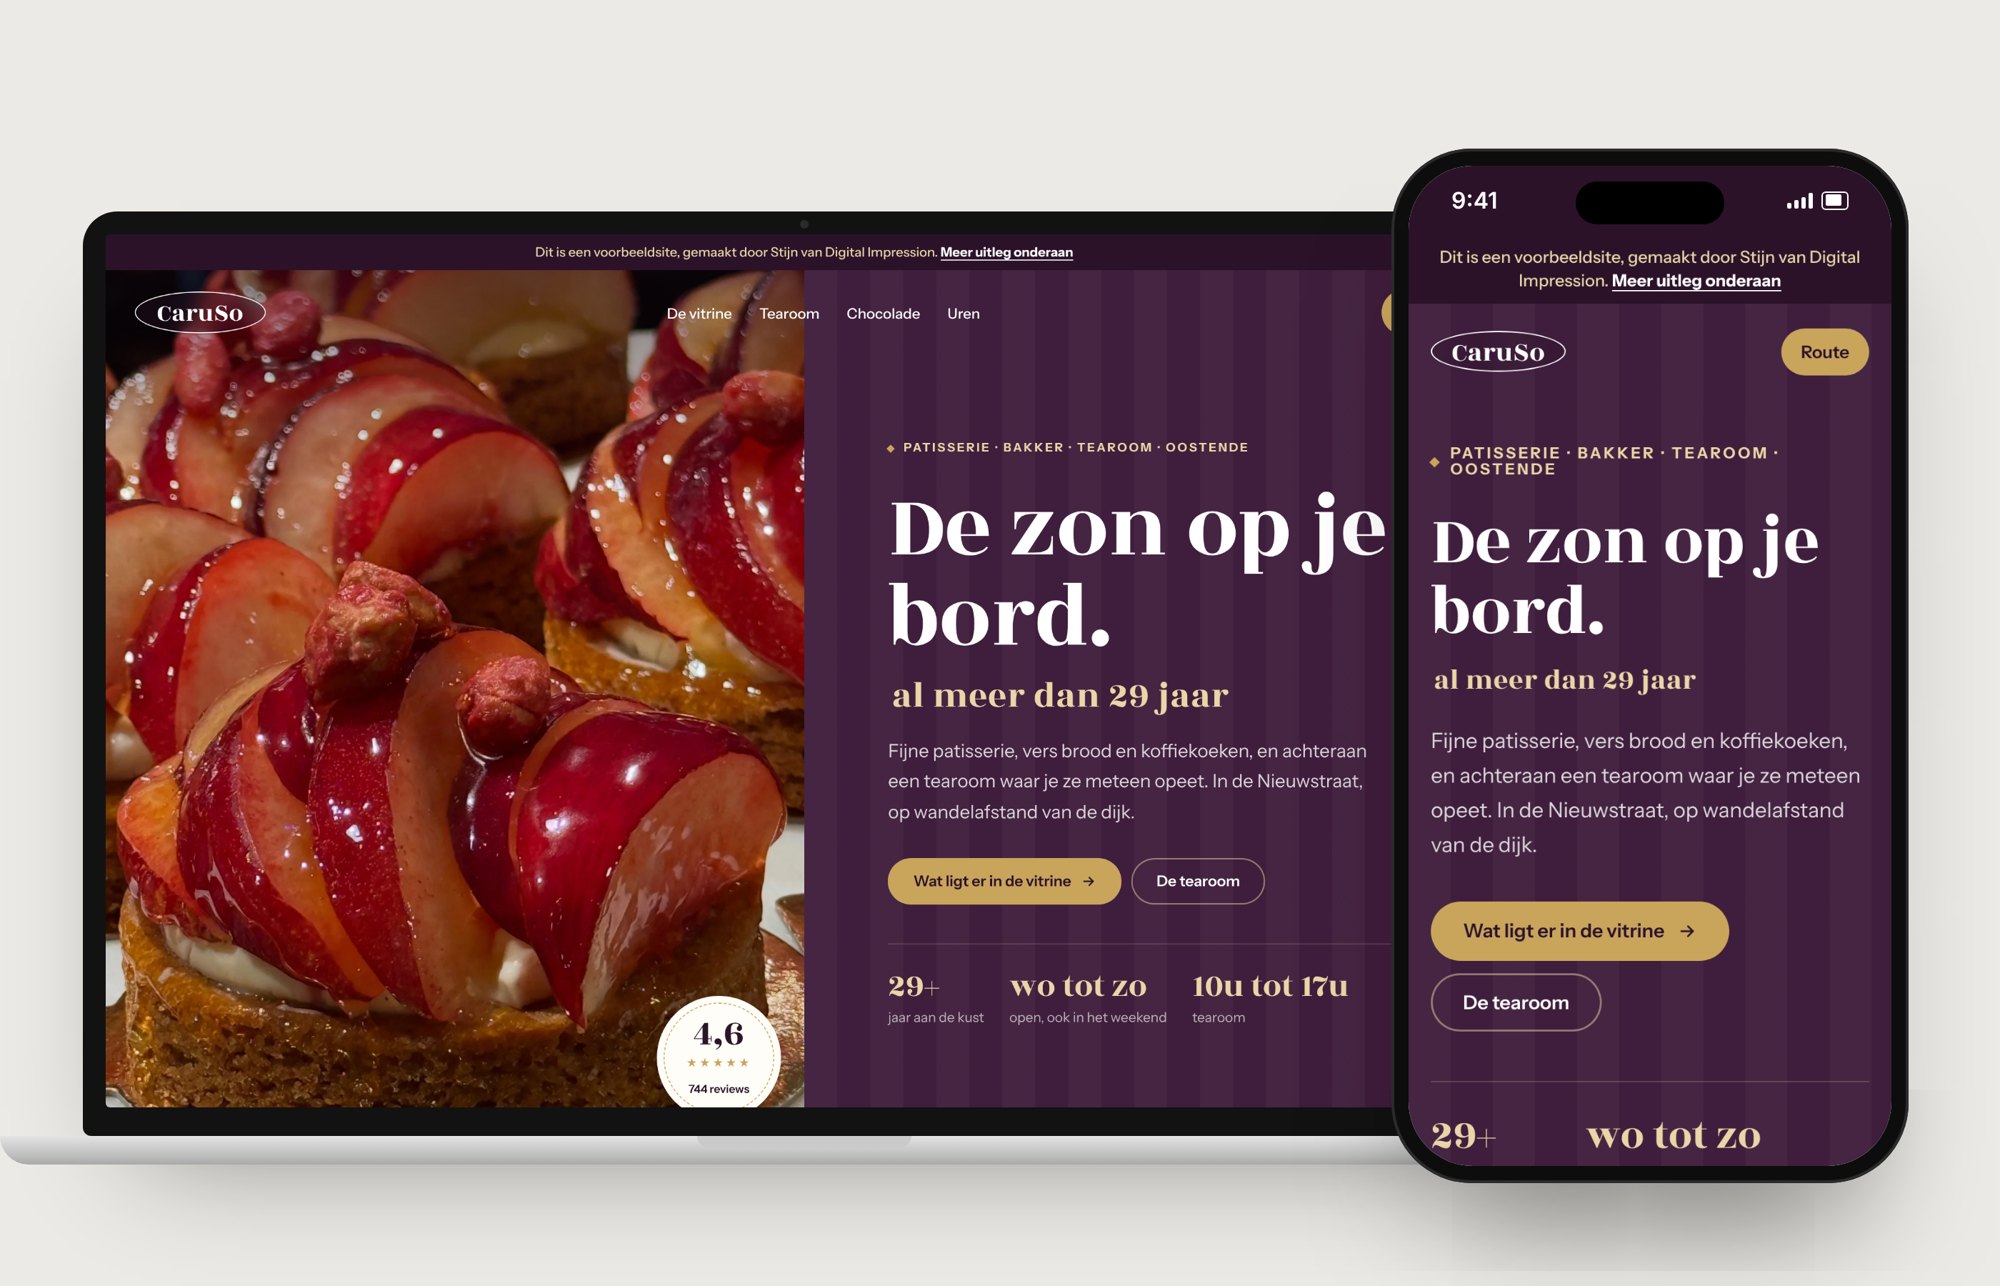 Dit is een voorbeeldsite, gemaakt door Stijn van Digital Impression. Meer uitleg onderaan
CaruSo
De vitrine Tearoom Chocolade Uren
PATISSERIE · BAKKER · TEAROOM · OOSTENDE
De zon op je
bord.
al meer dan 29 jaar
Fijne patisserie, vers brood en koffiekoeken, en achteraan
een tearoom waar je ze meteen opeet. In de Nieuwstraat,
op wandelafstand van de dijk.
Wat ligt er in de vitrine →
De tearoom
29+ wo tot zo 10u tot 17u
jaar aan de kust open, ook in het weekend tearoom
4,6
★★★★★
744 reviews
9:41
Dit is een voorbeeldsite, gemaakt door Stijn van Digital
Impression. Meer uitleg onderaan
CaruSo
Route
PATISSERIE · BAKKER · TEAROOM ·
OOSTENDE
De zon op je
bord.
al meer dan 29 jaar
Fijne patisserie, vers brood en koffiekoeken,
en achteraan een tearoom waar je ze meteen
opeet. In de Nieuwstraat, op wandelafstand
van de dijk.
Wat ligt er in de vitrine →
De tearoom
29+ wo tot zo